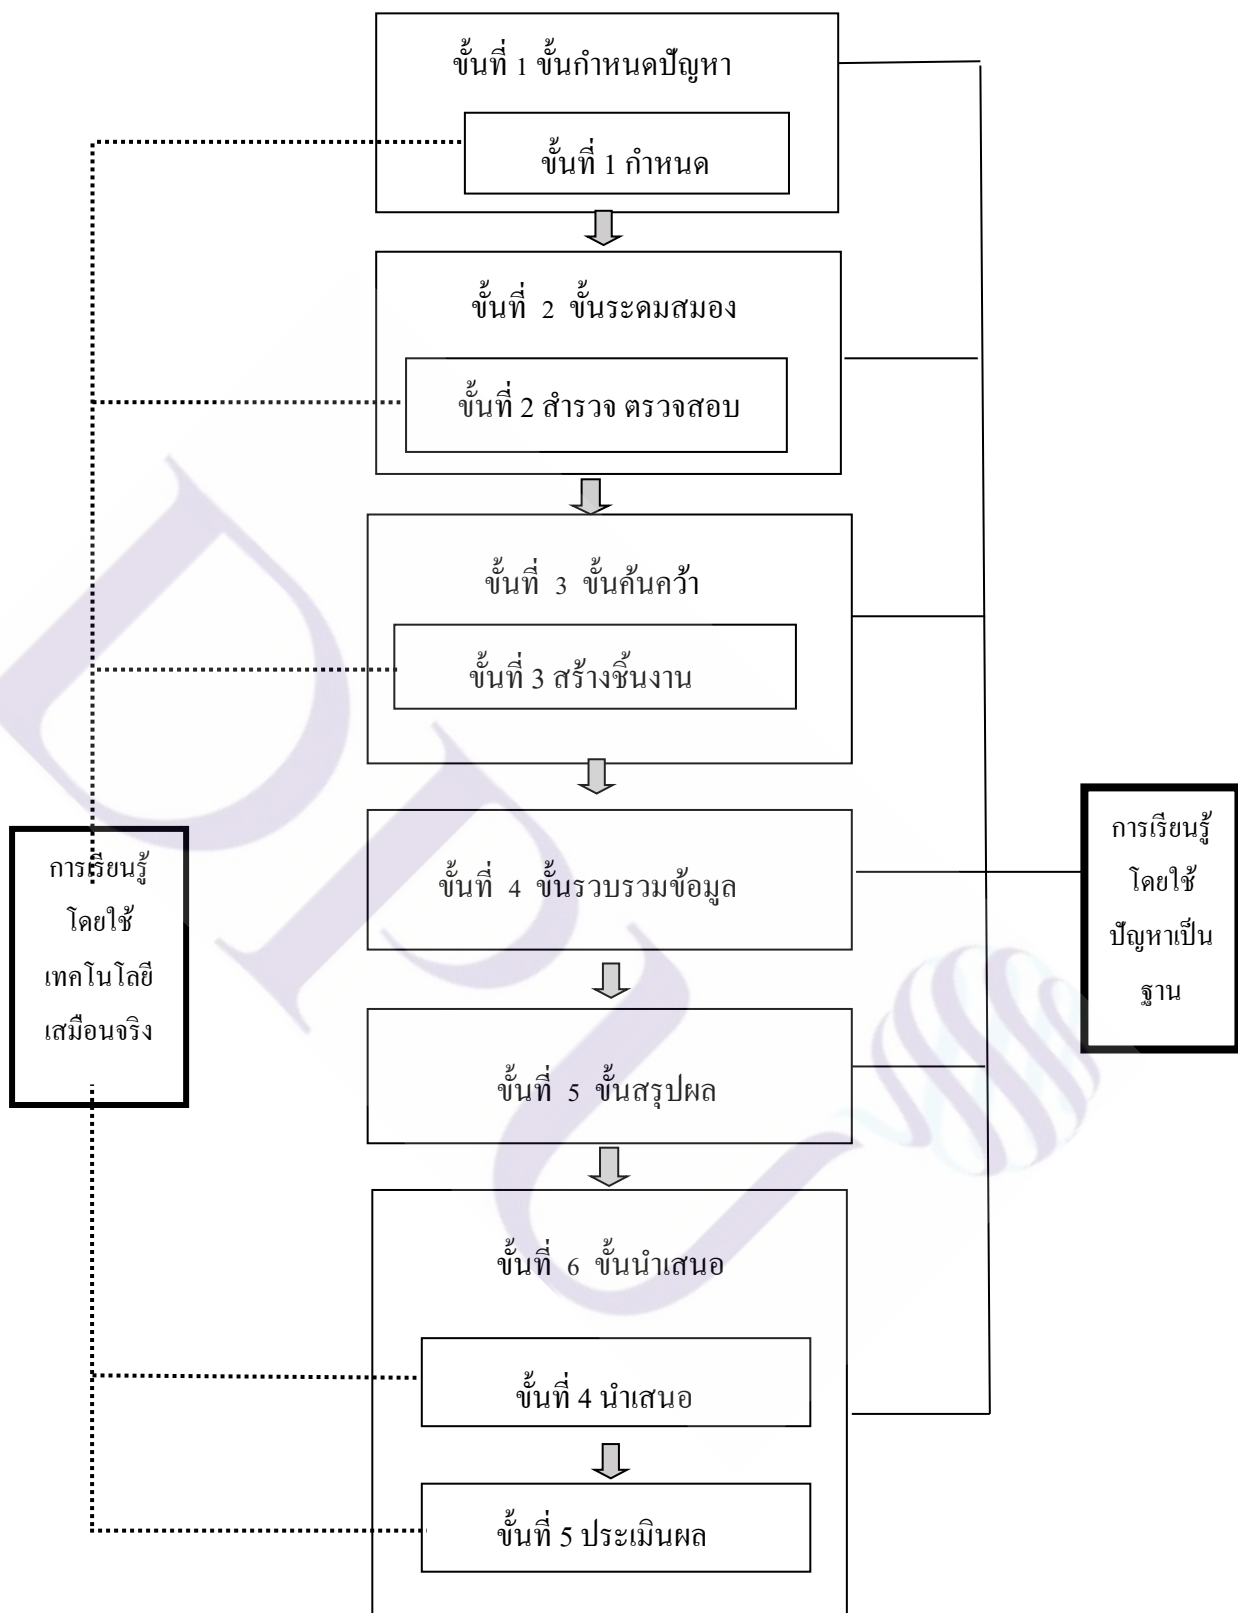 ขั้นที่ 1 ขั้นกำหนดปัญหา
ขั้นที่ 1 กำหนด
ขั้นที่ 2 ขั้นระดมสมอง
ขั้นที่ 2 สำรวจ ตรวจสอบ
ขั้นที่ 3 ขั้นค้นคว้า
ขั้นที่ 3 สร้างชิ้นงาน
ขั้นที่ 4 ขั้นรวบรวมข้อมูล
ขั้นที่ 5 ขั้นสรุปผล
ขั้นที่ 6 ขั้นนำเสนอ
ขั้นที่ 4 นำเสนอ
ขั้นที่ 5 ประเมินผล
การเรียนรู้
โดยใช้
เทคโนโลยี
เสมือนจริง
การเรียนรู้
โดยใช้
ปัญหาเป็น
ฐาน
DPU